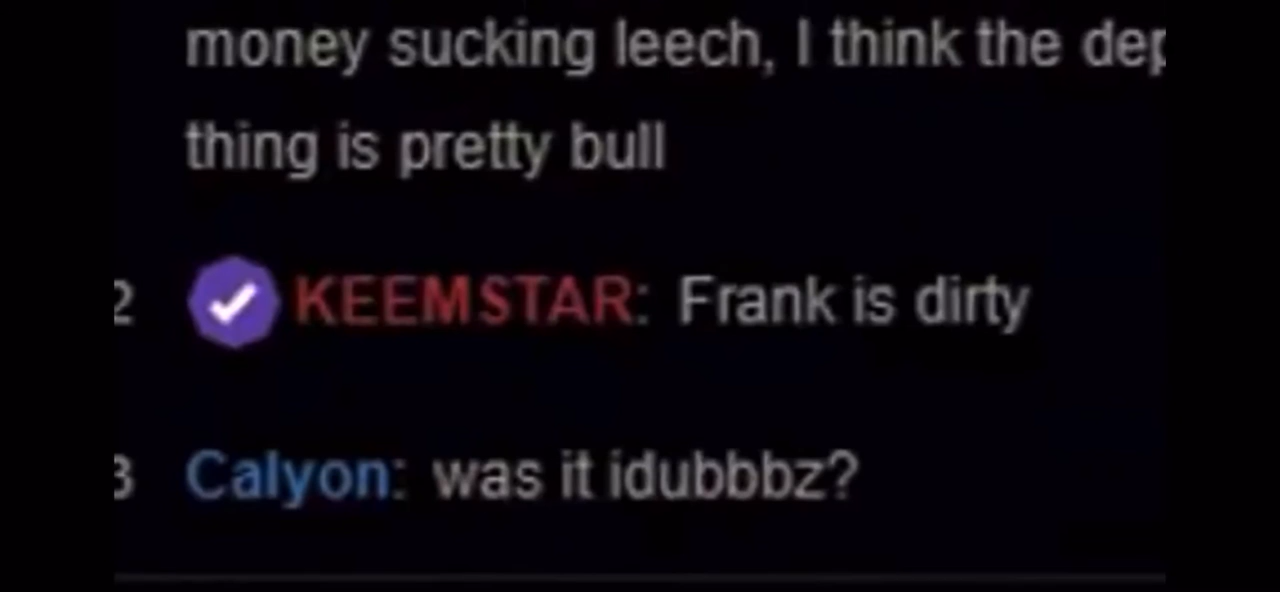 money sucking leech, I think the
thing is pretty bull
2 KEEMSTAR: Frank is dirty
3 Calyon: was it idubbbz?